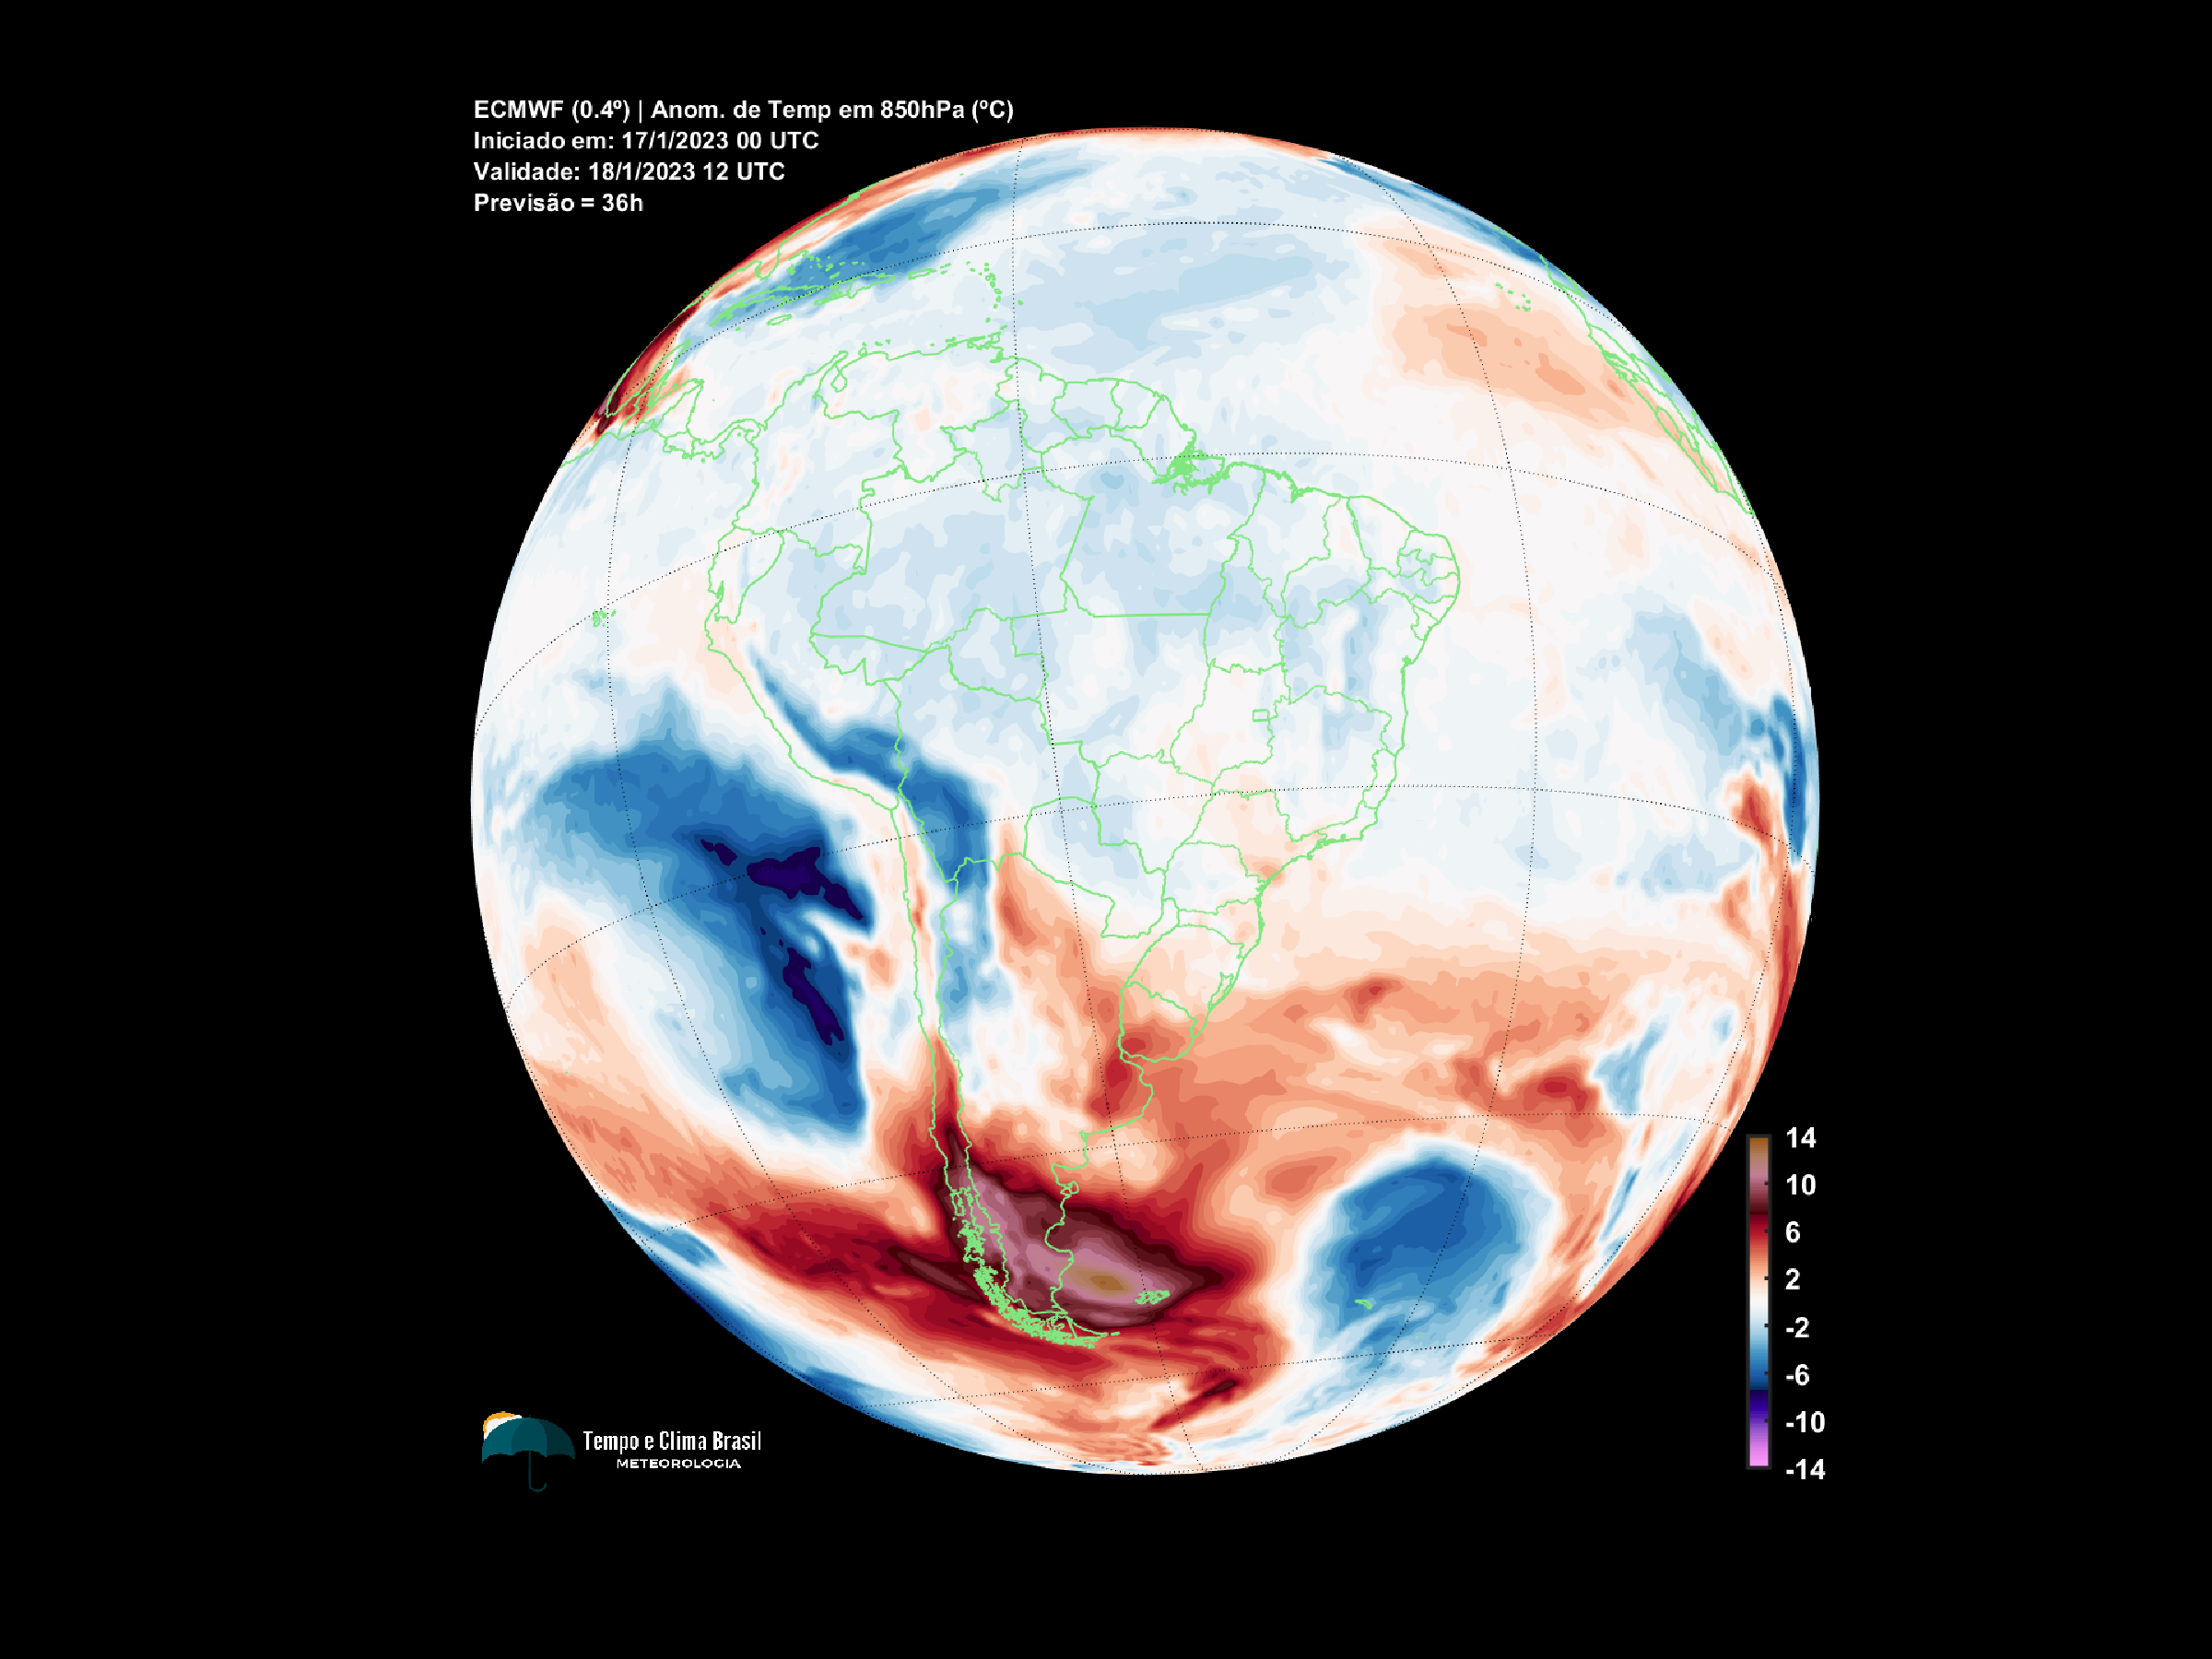 ECMWF (0.4º) | Anom. de Temp em 850hPa (ºC)
Iniciado em: 17/1/2023 00 UTC
Validade: 18/1/2023 12 UTC
Previsão = 36h
14
10
6
2
-2
-6
-10
-14
Tempo e Clima Brasil
METEOROLOGIA